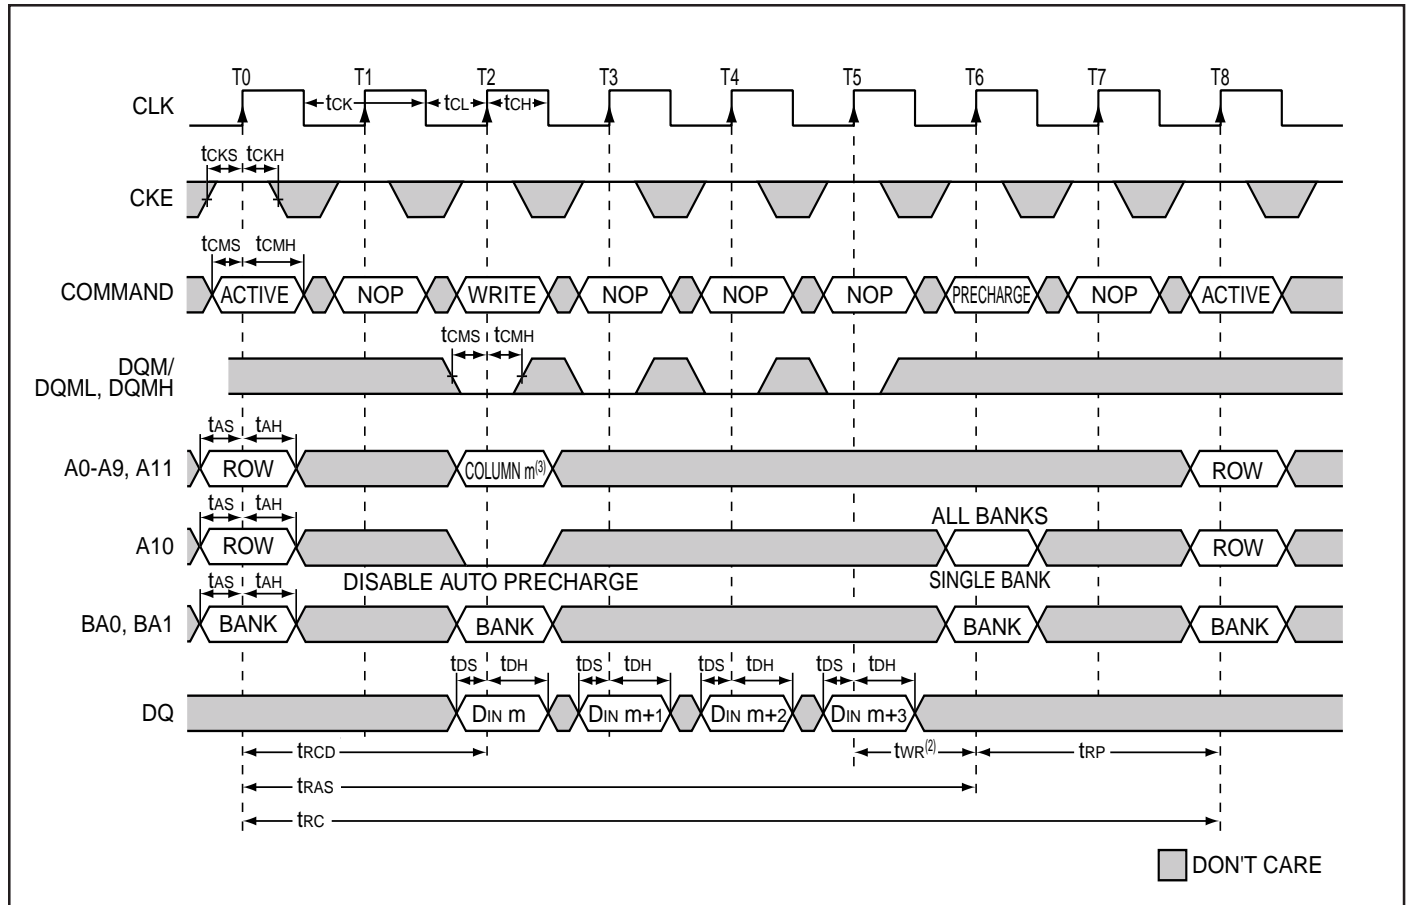 T0 T1 T2 T3 T4 T5 T6 T7 T8
CLK tCK tCL tCH
tCKS tCKH
CKE
tCMS tCMH
COMMAND ACTIVE NOP WRITE NOP NOP NOP PRECHARGE NOP ACTIVE
tCMS tCMH
DQM/
DQML, DQMH
tAS tAH
A0-A9, A11 ROW COLUMN m(3) ROW
tAS tAH ALL BANKS
A10 ROW ROW
DISABLE AUTO PRECHARGE SINGLE BANK
tAS tAH
BA0, BA1 BANK BANK BANK BANK
tDS tDH tDS tDH tDS tDH tDS tDH
DQ DIN m DIN m+1 DIN m+2 DIN m+3
tRCD tWR(2) tRP
tRAS
tRC
DON'T CARE